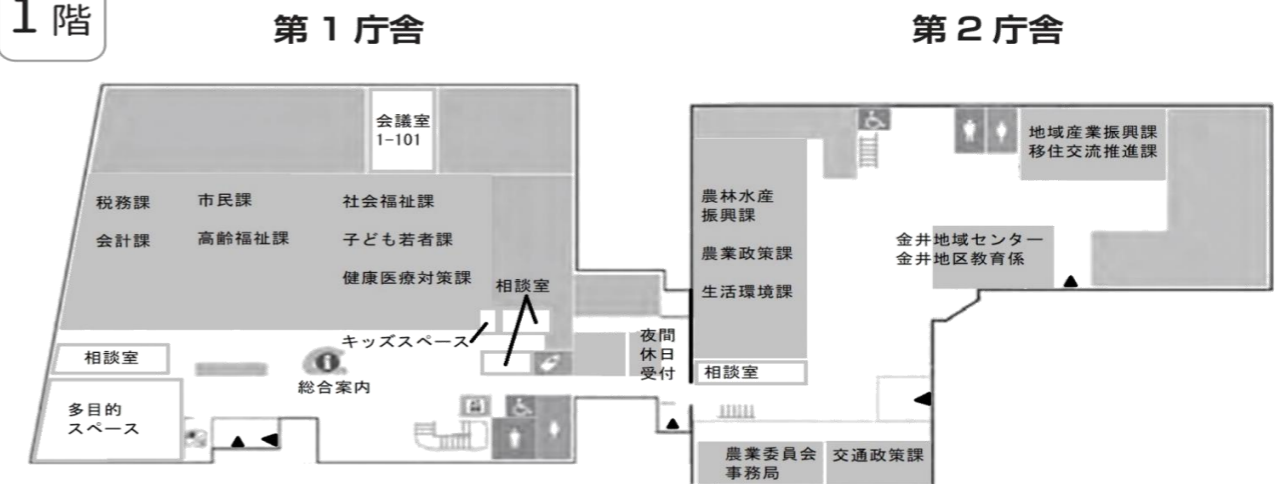 1階
第1庁舎
第2庁舎
会議室
1-101
税務課
市民課
社会福祉課
会計課
高齢福祉課
子ども若者課
健康医療対策課
相談室
キッズスペース
相談室
総合案内
多目的
スペース
夜間
休日
受付
地域産業振興課
移住交流推進課
農林水産
振興課
農業政策課
生活環境課
金井地域センター
金井地区教育係
相談室
農業委員会
事務局
交通政策課